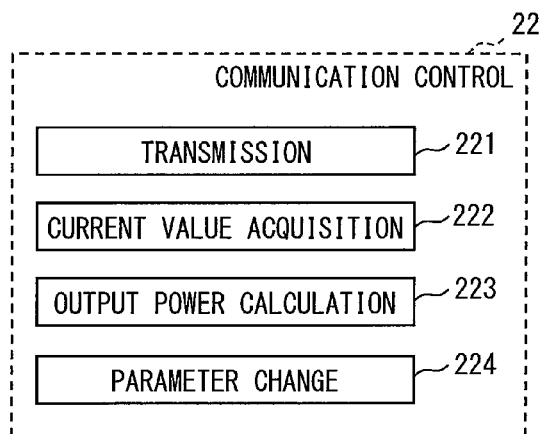 22
COMMUNICATION CONTROL
TRANSMISSION 221
CURRENT VALUE ACQUISITION 222
OUTPUT POWER CALCULATION 223
PARAMETER CHANGE 224